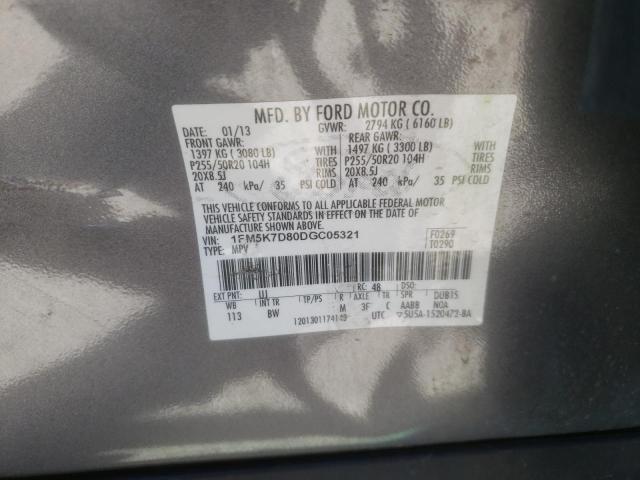 MFD. BY FORD MOTOR CO.
DATE: 01/13 GVWR: 2794 KG ( 6160 LB)
FRONT GAWR: REAR GAWR:
1397 KG ( 3080 LB) WITH 1497 KG ( 3300 LB) WITH
P255/50R20 104H TIRES P255/50R20 104H TIRES
20X8.5J RIMS 20X8.5J RIMS
AT 240 kPa/ 35 PSI COLD AT 240 kPa/ 35 PSI COLD
THIS VEHICLE CONFORMS TO ALL APPLICABLE FEDERAL MOTOR
VEHICLE SAFETY STANDARDS IN EFFECT ON THE DATE OF
MANUFACTURE SHOWN ABOVE.
VIN: 1FM5K7D80DGC05321 F0269
TYPE: MPV T0290
EXT PNT: UJ RC: 48 DSO:
WB INT TR TP/PS R AXLE TR SPR DUB15
113 BW M 3F C AABB NOA
UTC